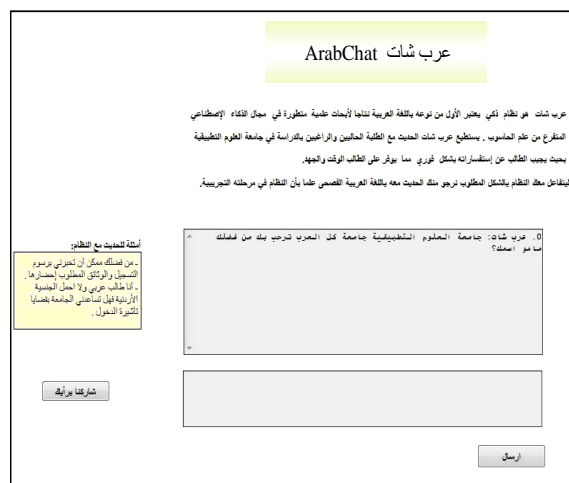 عرب شات ArabChat
عرب شات هو نظام ذكي يعتبر الأول من نوعه باللغة العربية نتاجا لأبحاث علمية متطورة في مجال الذكاء الإصطناعي
المتفرع من علم الحاسوب . يستطيع عرب شات الحديث مع الطلبة الحاليين والراغبين بالدراسة في جامعة العلوم التطبيقية
بحيث يجيب الطالب عن إستفساراته بشكل فوري مما يوفر على الطالب الوقت والجهد.
ليتفاعل معك النظام بالشكل المطلوب نرجو منك الحديث معه باللغة العربية الفصحى علما بأن النظام في مرحلته التجريبية.
0. عرب شات: جامعة العلوم التطبيقية جامعة كل العرب ترحب بك من فضلك
ما هو اسمك؟
أمثلة للحديث مع النظام:
- من فضلك ممكن أن تخبرني برسوم
التسجيل والوثائق المطلوب إحضارها .
- أنا طالب عربي ولا احمل الجنسية
الأردنية فهل تساعدني الجامعة بقضايا
تأشيرة الدخول .
شاركنا برأيك
ارسال